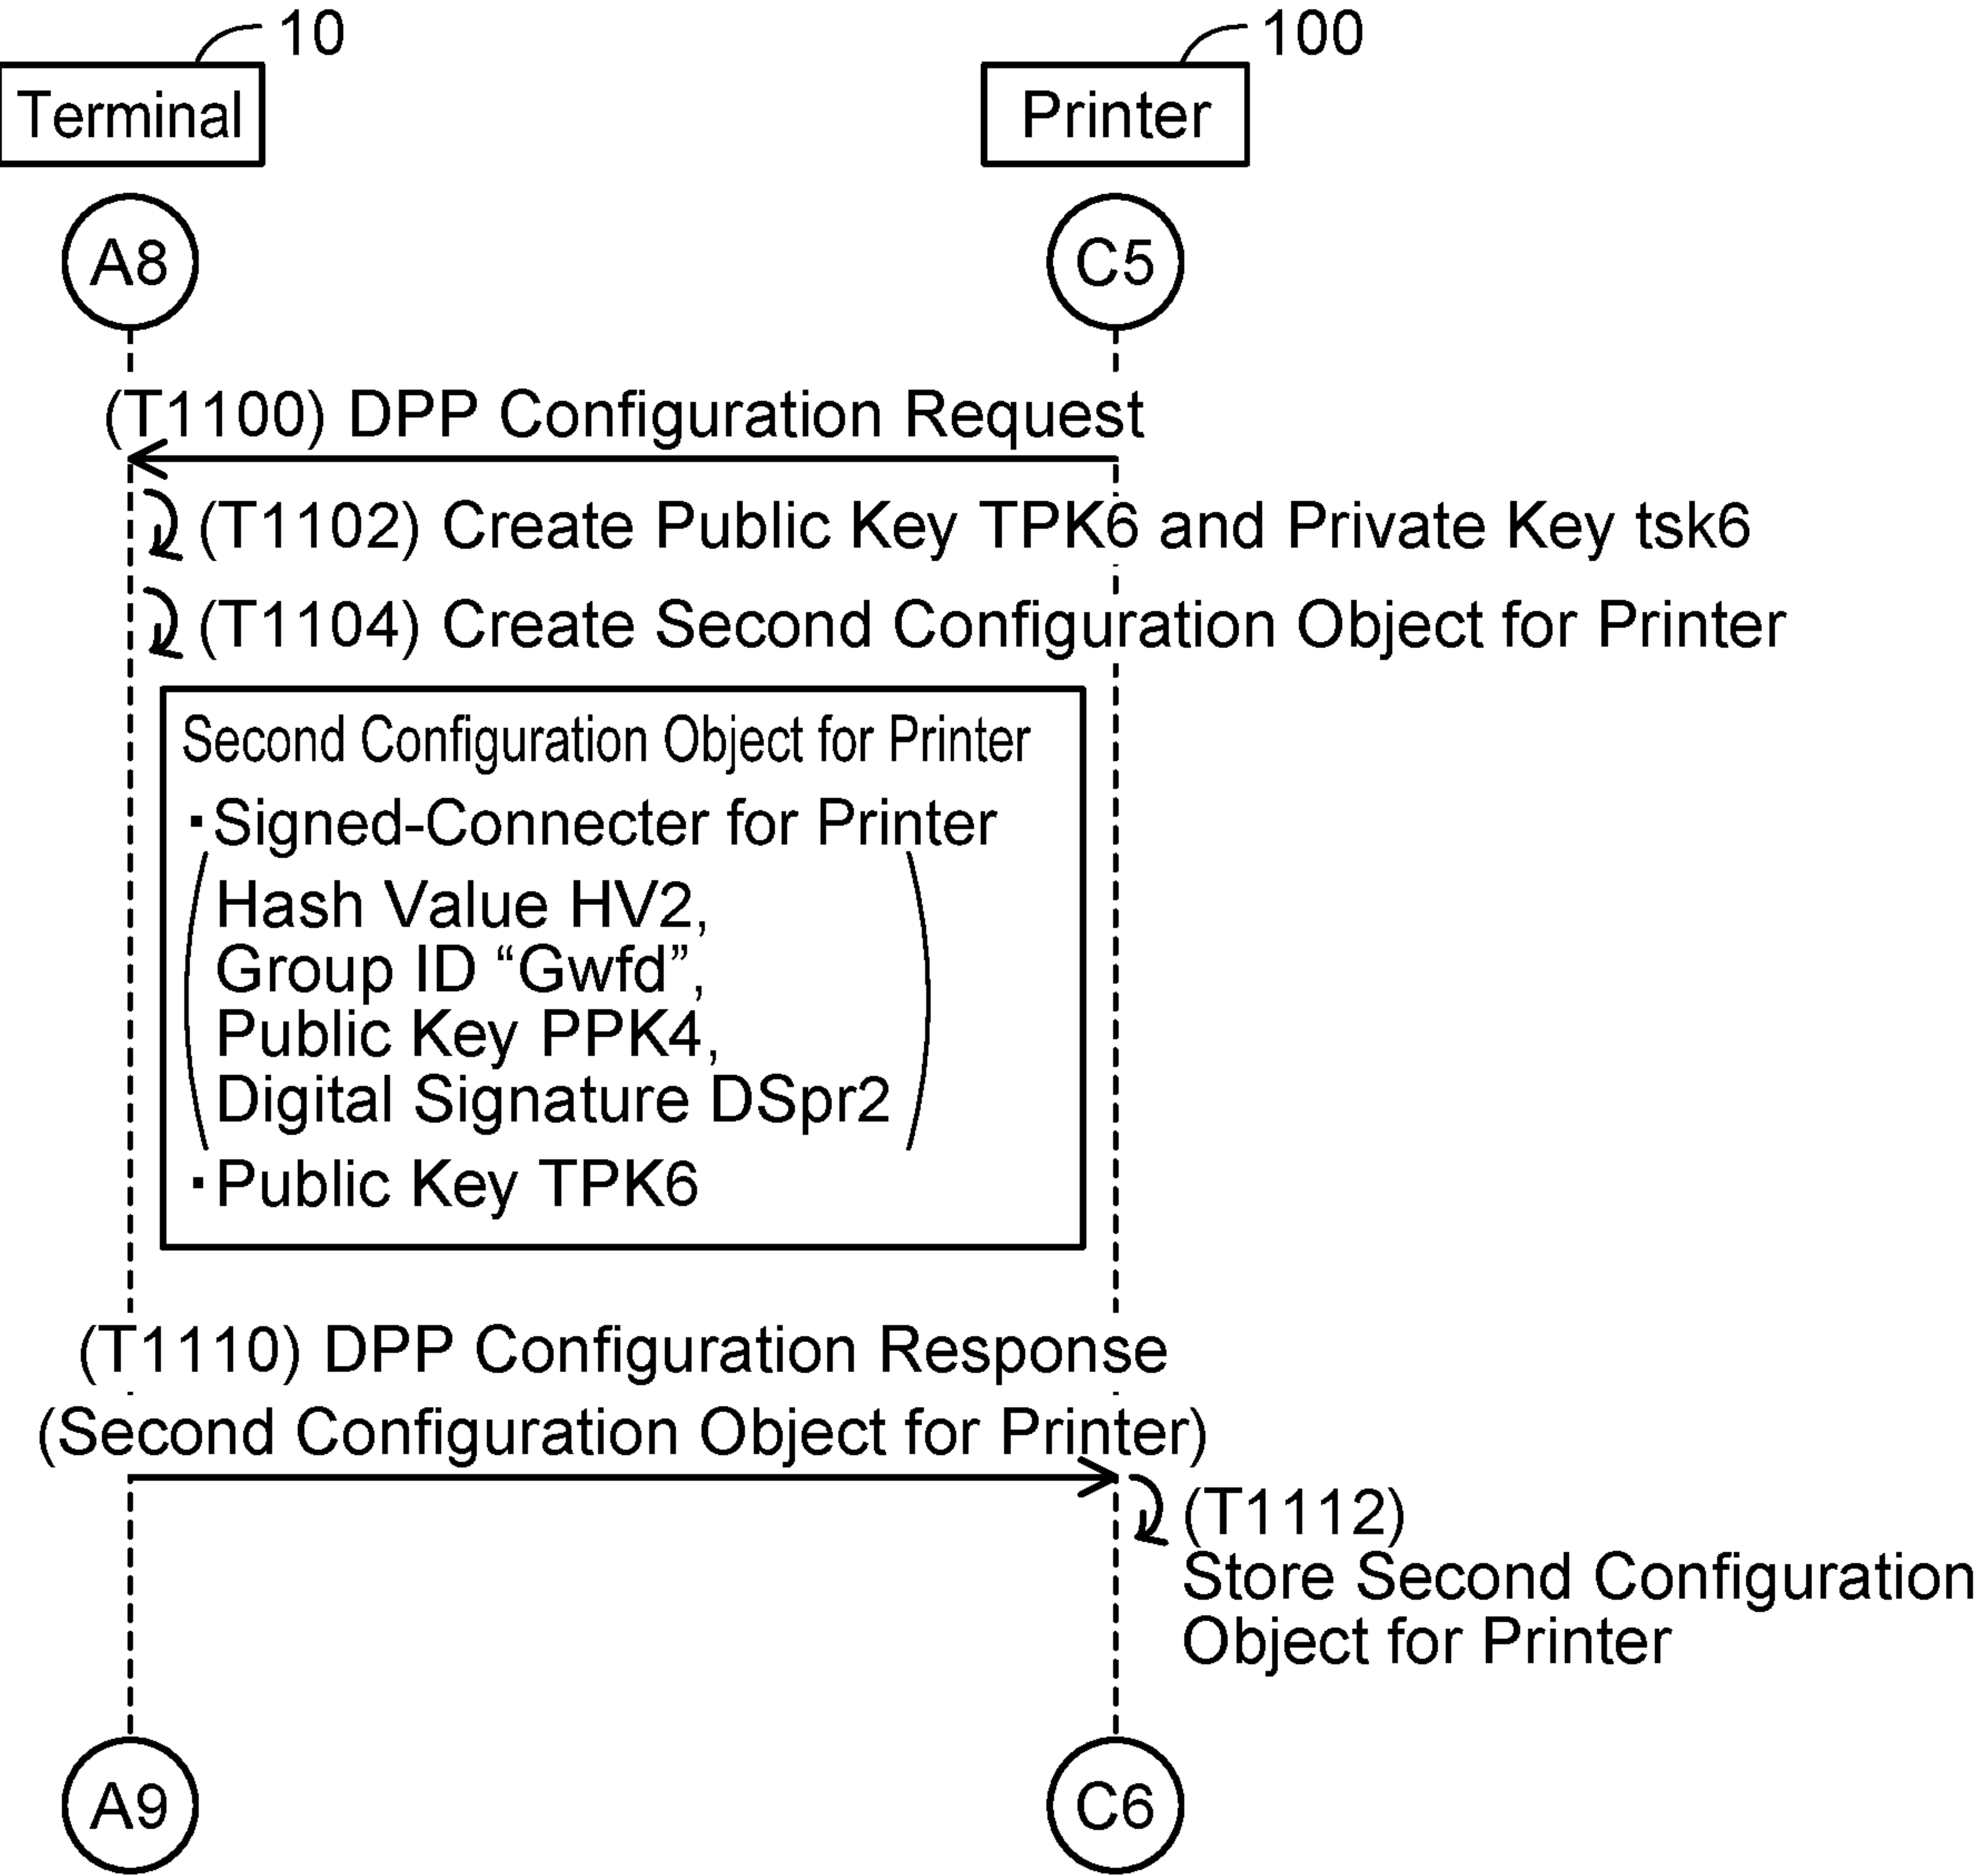 10
100
Terminal
Printer
A8
C5
(T1100) DPP Configuration Request
(T1102) Create Public Key TPK6 and Private Key tsk6
(T1104) Create Second Configuration Object for Printer
Second Configuration Object for Printer
▪Signed-Connecter for Printer
Hash Value HV2,
Group ID “Gwfd”,
Public Key PPK4,
Digital Signature DSpr2
▪Public Key TPK6
(T1110) DPP Configuration Response
(Second Configuration Object for Printer)
(T1112)
Store Second Configuration
Object for Printer
A9
C6